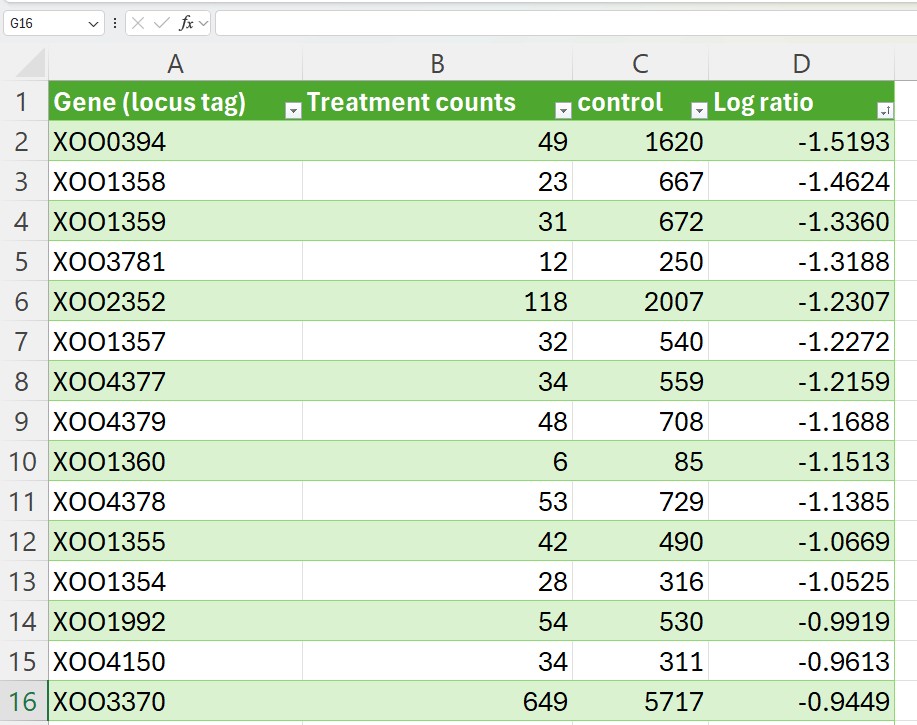 G16 fx
A B C D
1 Gene (locus tag) Treatment counts control Log ratio
2 XOO0394 49 1620 -1.5193
3 XOO1358 23 667 -1.4624
4 XOO1359 31 672 -1.3360
5 XOO3781 12 250 -1.3188
6 XOO2352 118 2007 -1.2307
7 XOO1357 32 540 -1.2272
8 XOO4377 34 559 -1.2159
9 XOO4379 48 708 -1.1688
10 XOO1360 6 85 -1.1513
11 XOO4378 53 729 -1.1385
12 XOO1355 42 490 -1.0669
13 XOO1354 28 316 -1.0525
14 XOO1992 54 530 -0.9919
15 XOO4150 34 311 -0.9613
16 XOO3370 649 5717 -0.9449